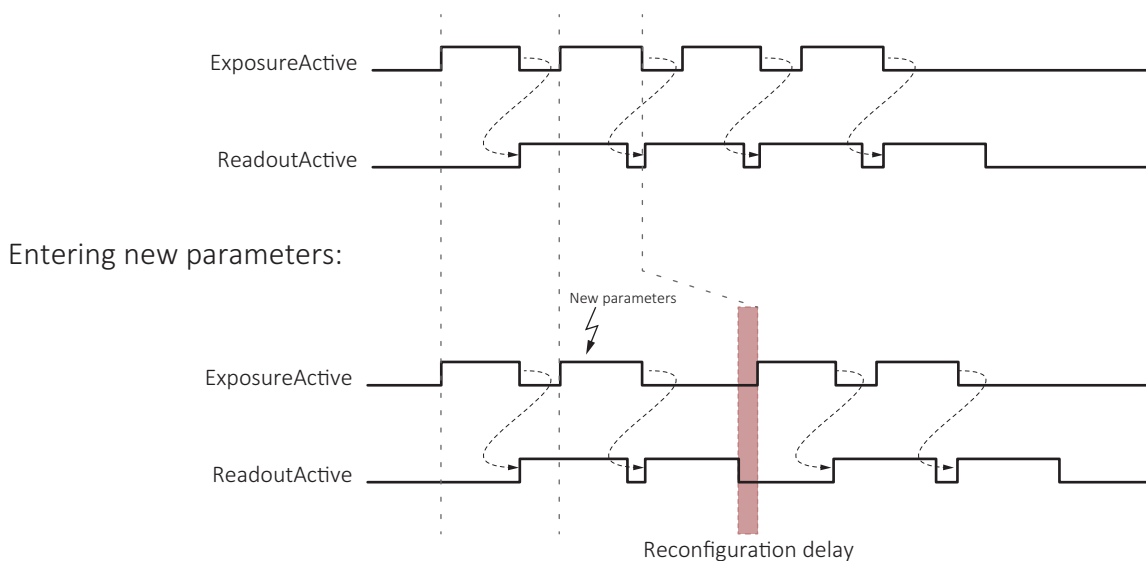 ExposureActive
ReadoutActive
Entering new parameters:
New parameters
ExposureActive
ReadoutActive
Reconfiguration delay